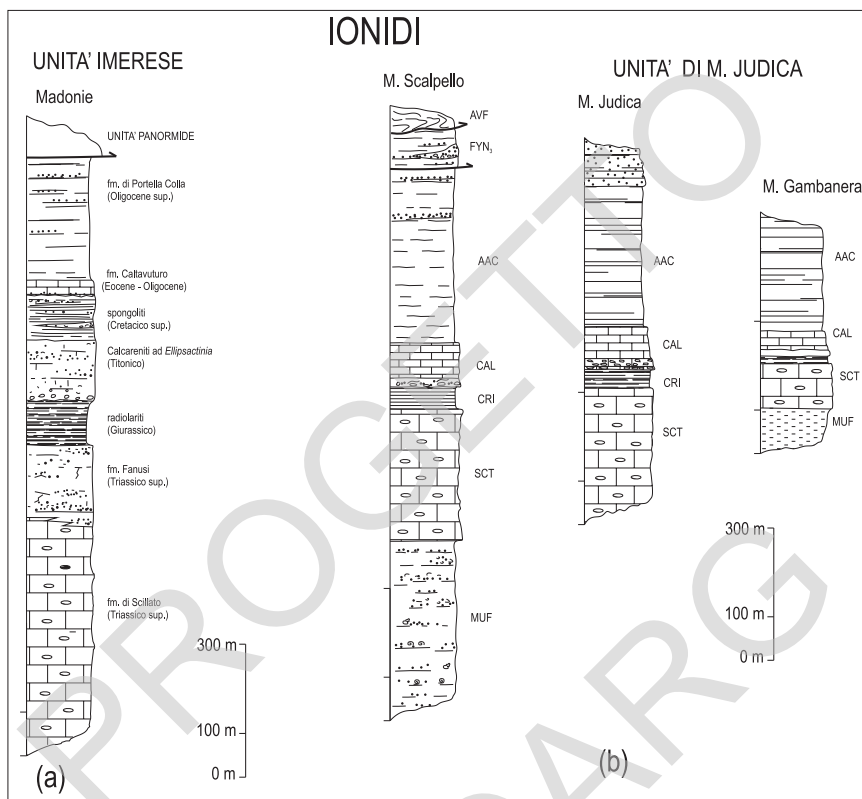 IONIDI
UNITA' IMERESE
Madonie
UNITA' PANORMIDE
fm. di Portella Colla
(Oligocene sup.)
fm. Caltavuturo
(Eocene - Oligocene)
spongoliti
(Cretacico sup.)
Calcareniti ad Ellipsactinia
(Titonico)
radiolariti
(Giurassico)
fm. Fanusi
(Triassico sup.)
fm. di Scillato
(Triassico sup.)
300 m
100 m
0 m
(a)
M. Scalpello
AVF
FYN3
AAC
CAL
CRI
SCT
MUF
UNITA' DI M. JUDICA
M. Judica
AAC
CAL
CRI
SCT
M. Gambanera
AAC
CAL
SCT
MUF
300 m
100 m
0 m
(b)
PROGETTO
CARG